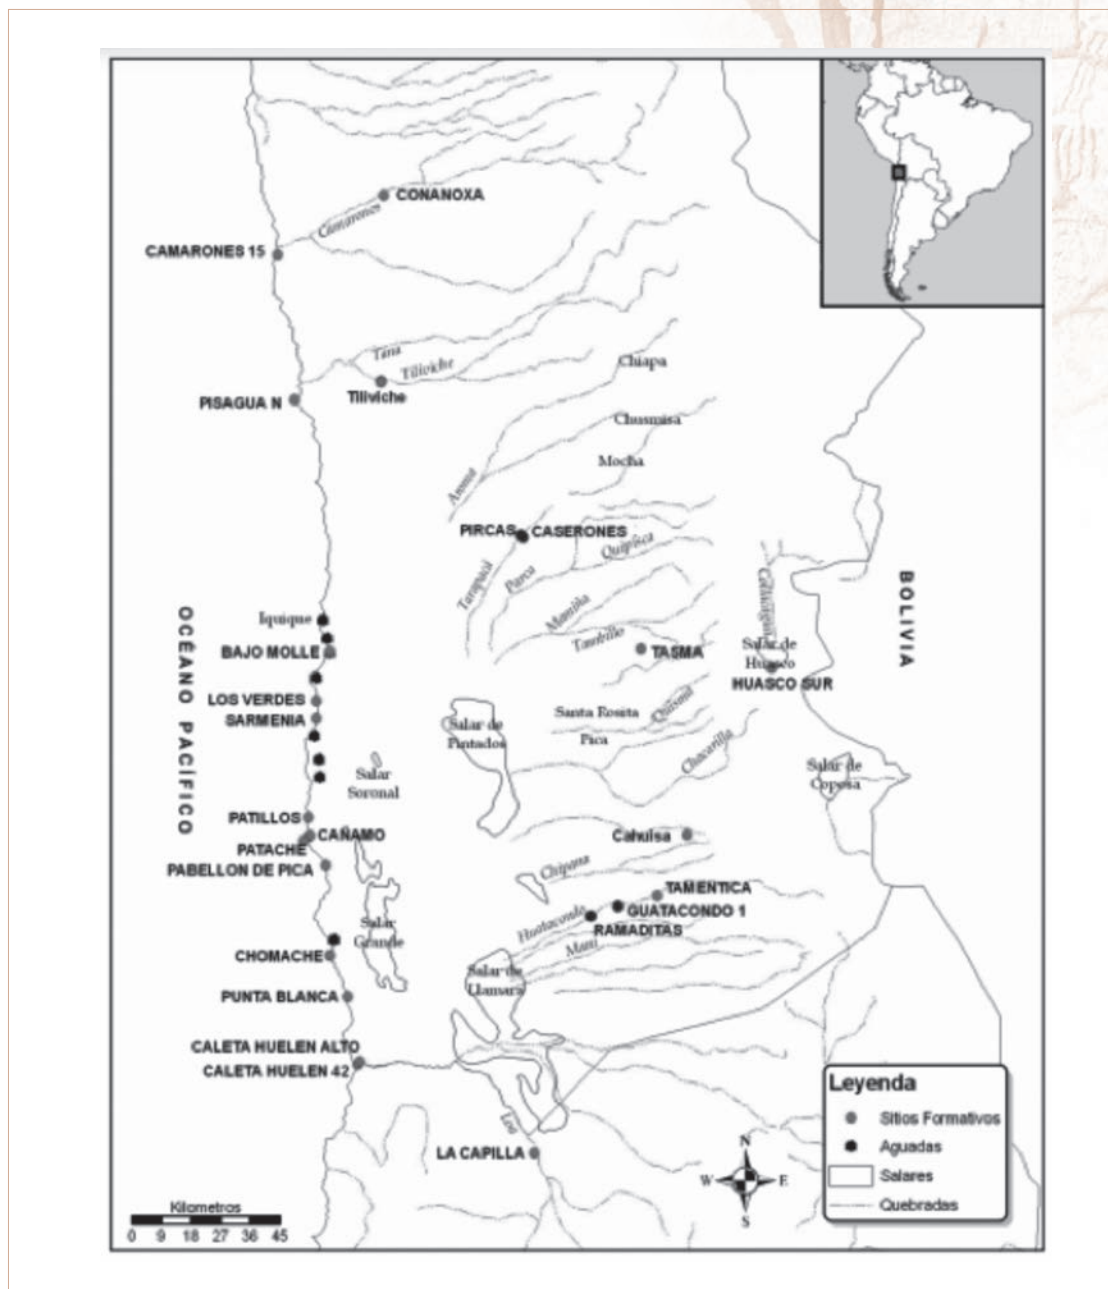 CONANOXA
Camarones
CAMARONES 15
Tana
Tiliviche
Tiliviche
PISAGUA N
Chiapa
Chusmisa
Mocha
Aroma
PIRCAS
CASERONES
Quipisca
Tarapacá
Parca
Mamiña
Tambillo
BOLIVIA
OCÉANO PACÍFICO
Iquique
BAJO MOLLE
TASMA
Salar de
Huasco
HUASCO SUR
LOS VERDES
SARMENIA
Santa Rosita
Quisma
Pica
Chacarilla
Salar de
Pintados
Salar
Soronal
Salar de
Coposa
PATILLOS
CAÑAMO
PATACHE
PABELLON DE PICA
Cahuisa
Chipana
TAMENTICA
GUATACONDO 1
Huatacondo
RAMADITAS
Mani
Salar
Grande
CHOMACHE
Salar de
Llamara
PUNTA BLANCA
CALETA HUELEN ALTO
CALETA HUELEN 42
Loa
LA CAPILLA
N
W
E
S
Leyenda
Sitios Formativos
Aguadas
Salares
Quebradas
Kilometros
0 9 18 27 36 45